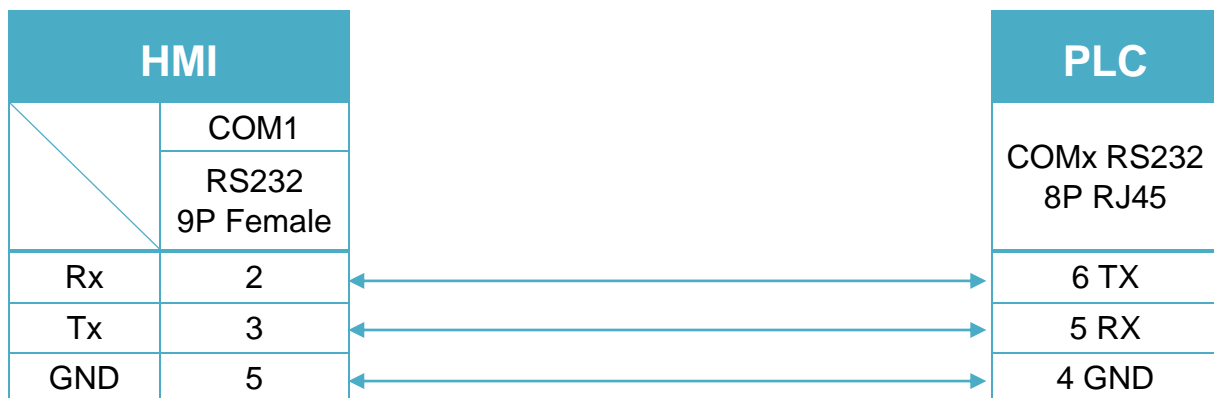 HMI
PLC
COM1
RS232
9P Female
COMx RS232
8P RJ45
Rx 2 6 TX
Tx 3 5 RX
GND 5 4 GND